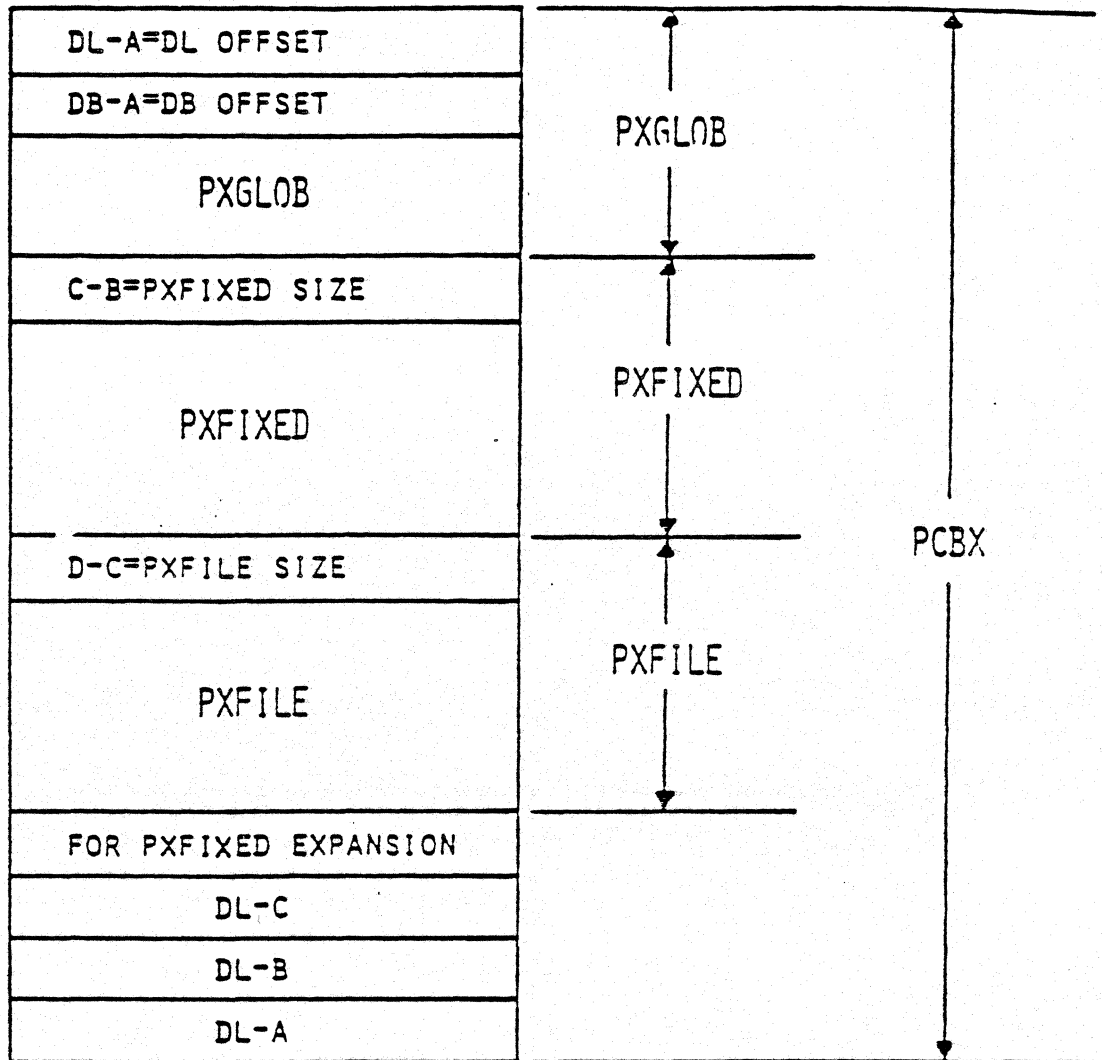 DL-A=DL OFFSET
DB-A=DB OFFSET
PXGLOB
C-B=PXFIXED SIZE
PXFIXED
D-C=PXFILE SIZE
PXFILE
FOR PXFIXED EXPANSION
DL-C
DL-B
DL-A
PXGLOB
PXFIXED
PXFILE
PCBX